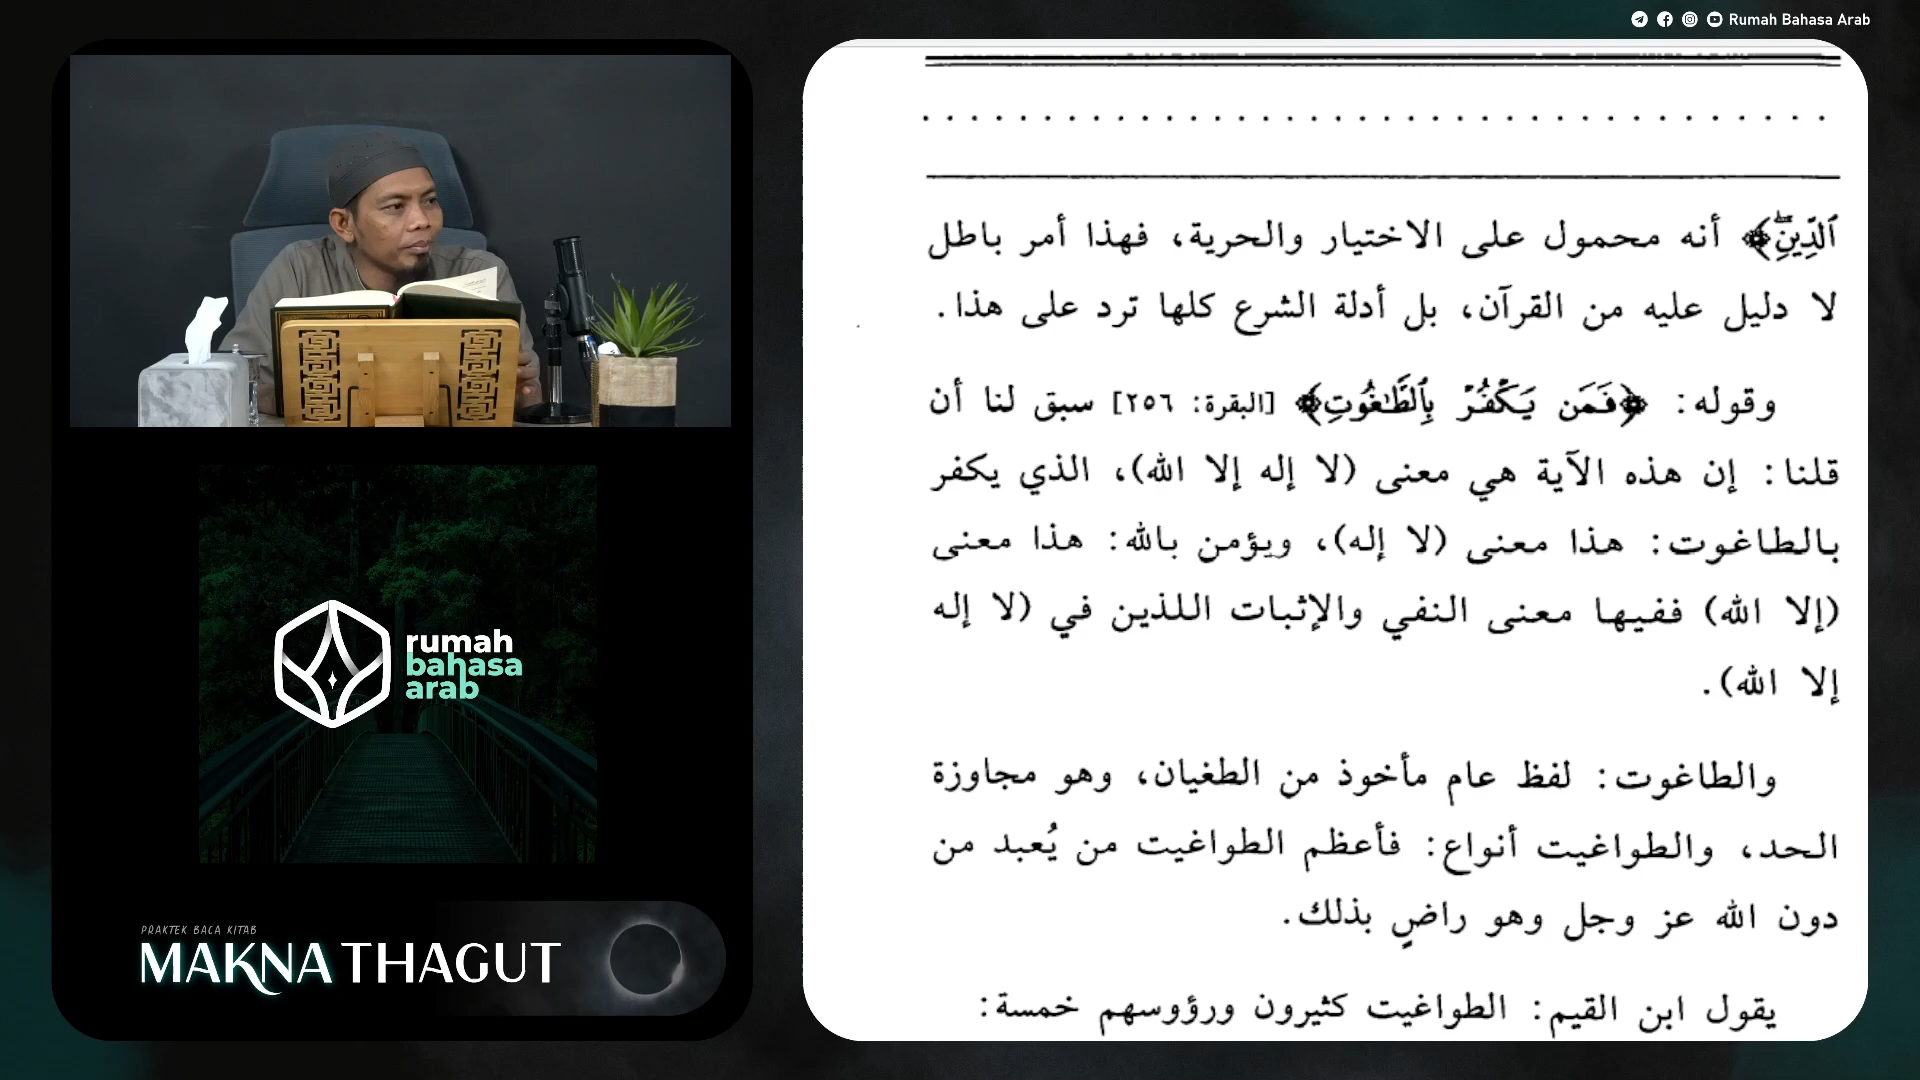 Rumah Bahasa Arab
ٱلدِّينِۖ﴾ أنه محمول على الاختيار والحرية، فهذا أمر باطل
لا دليل عليه من القرآن، بل أدلة الشرع كلها ترد على هذا.
وقوله: ﴿فَمَن يَكْفُرْ بِٱلطَّٰغُوتِ﴾ [البقرة: ٢٥٦] سبق لنا أن
قلنا: إن هذه الآية هي معنى (لا إله إلا الله)، الذي يكفر
بالطاغوت: هذا معنى (لا إله)، ويؤمن بالله: هذا معنى
(إلا الله) ففيها معنى النفي والإثبات اللذين في (لا إله
إلا الله).
والطاغوت: لفظ عام مأخوذ من الطغيان، وهو مجاوزة
الحد، والطواغيت أنواع: فأعظم الطواغيت من يُعبد من
دون الله عز وجل وهو راضٍ بذلك.
يقول ابن القيم: الطواغيت كثيرون ورؤوسهم خمسة:
rumah
bahasa
arab
PRAKTEK BACA KITAB
MAKNA THAGUT